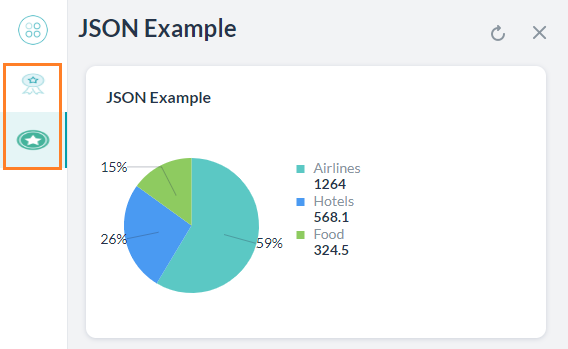 JSON Example
JSON Example
15%
26%
59%
Airlines
1264
Hotels
568.1
Food
324.5